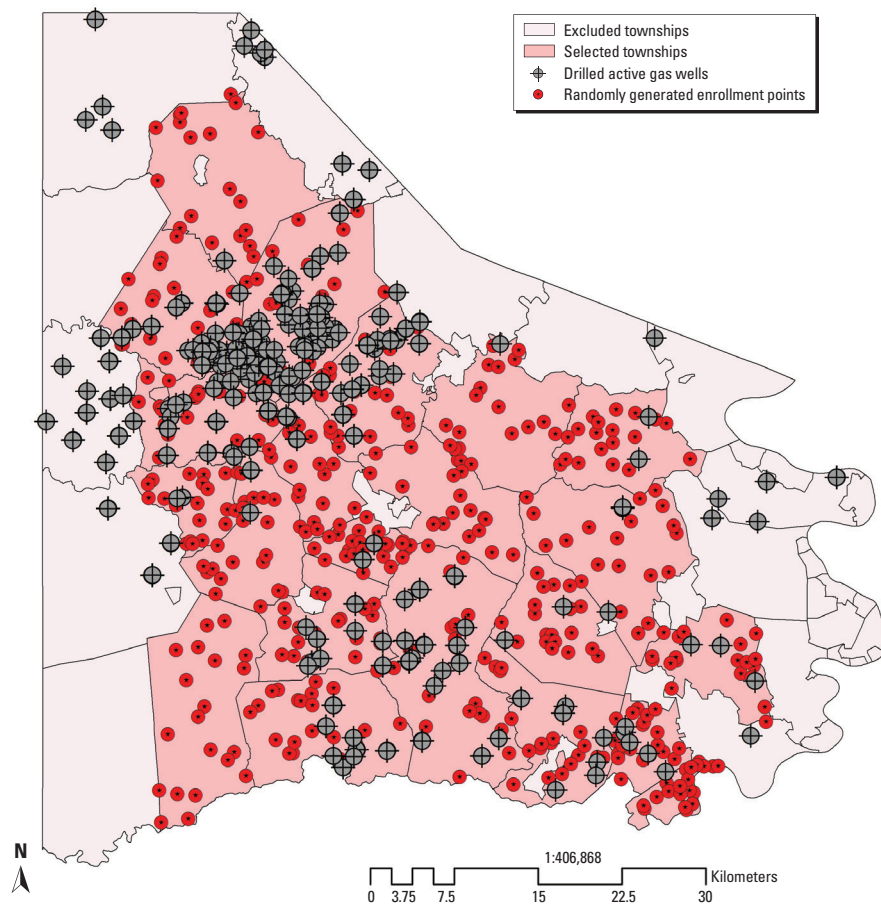 Excluded townships
Selected townships
Drilled active gas wells
Randomly generated enrollment points
N
1:406,868
Kilometers
0 3.75 7.5 15 22.5 30